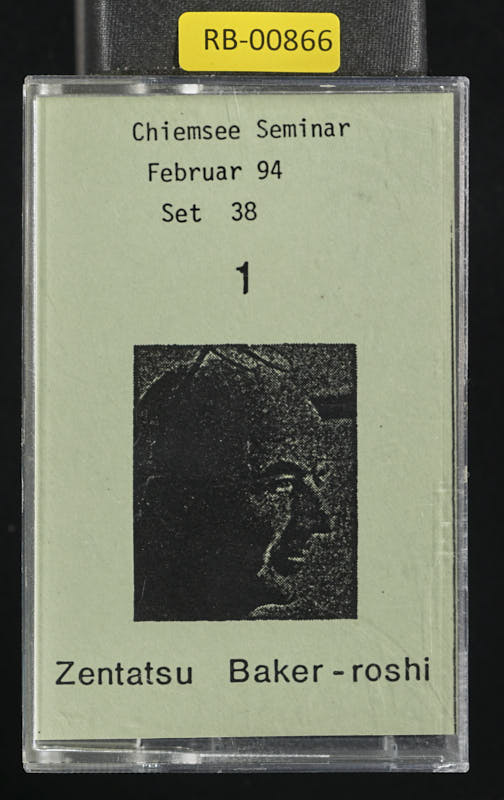 RB-00866
Chiemsee Seminar
Februar 94
Set 38
1
Zentatsu Baker-roshi